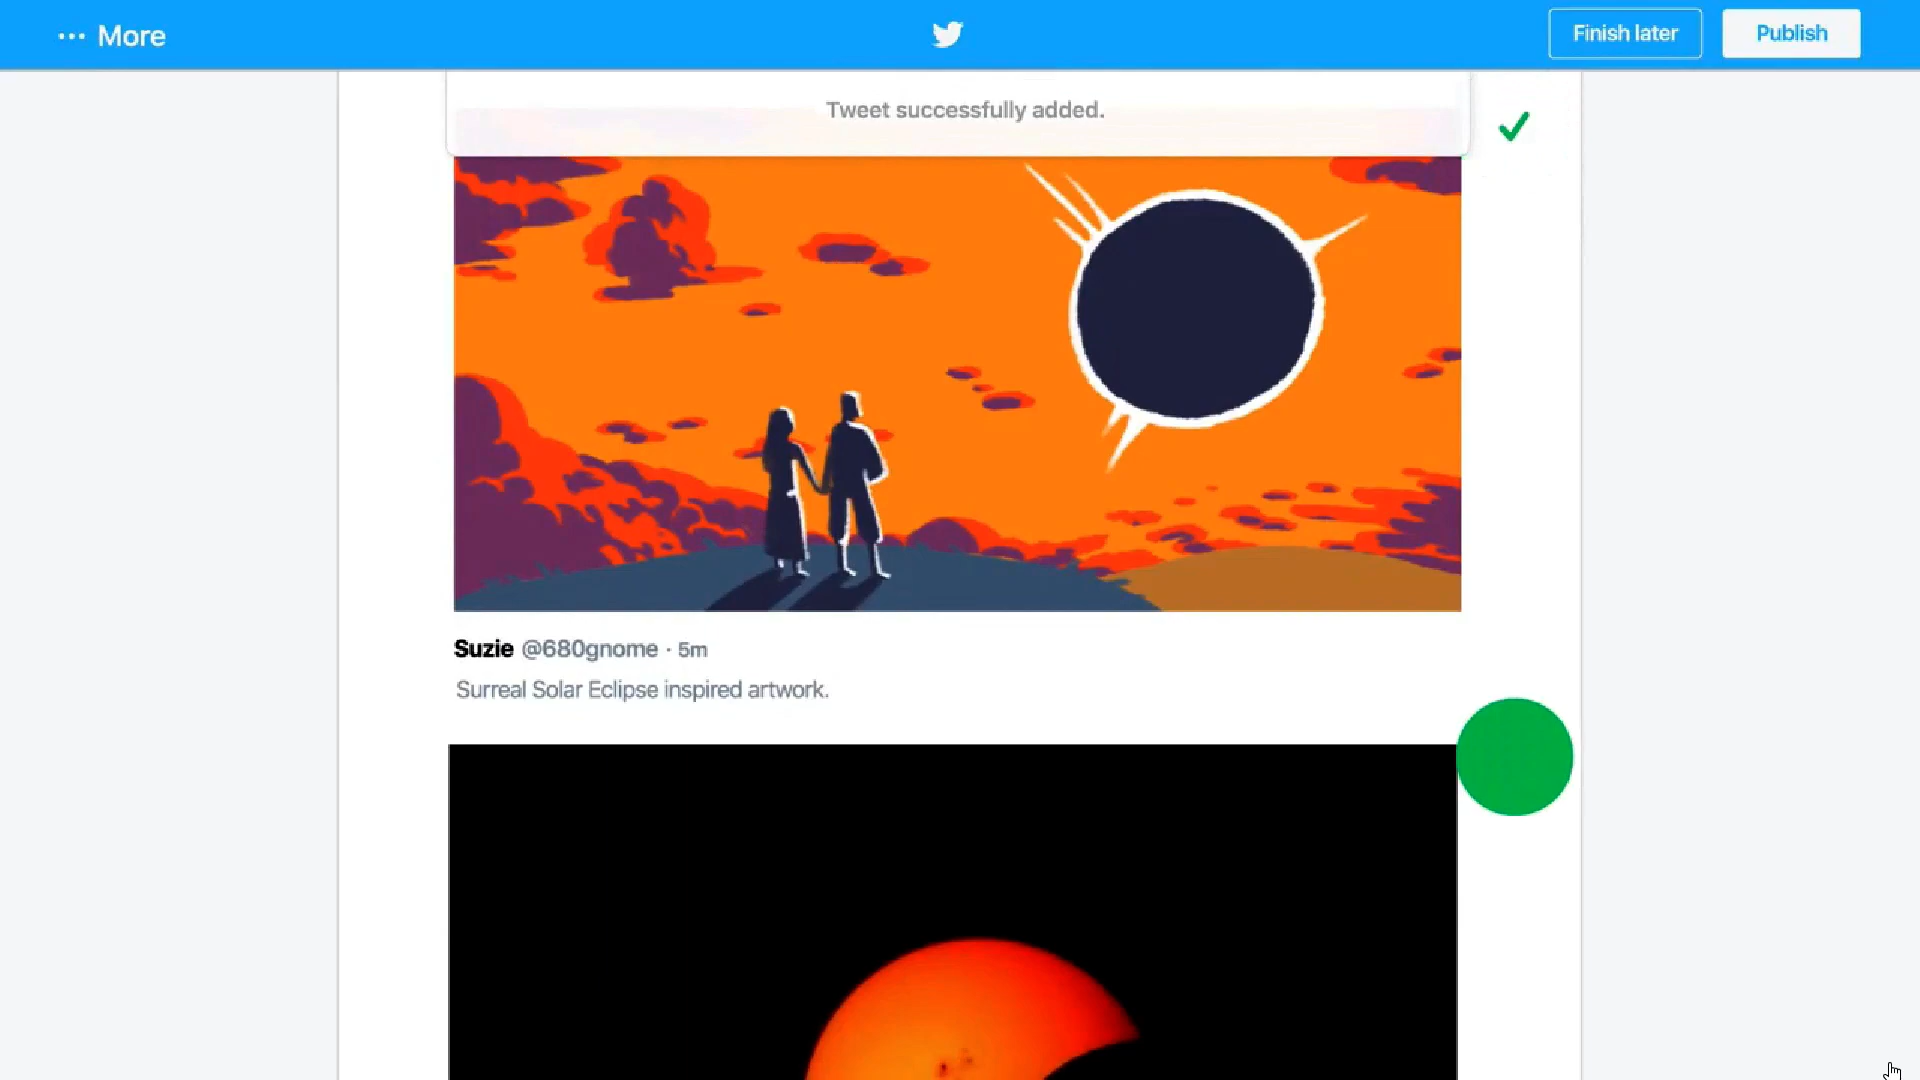 ••• More
Finish later
Publish
Tweet successfully added.
Suzie @680gnome · 5m
Surreal Solar Eclipse inspired artwork.